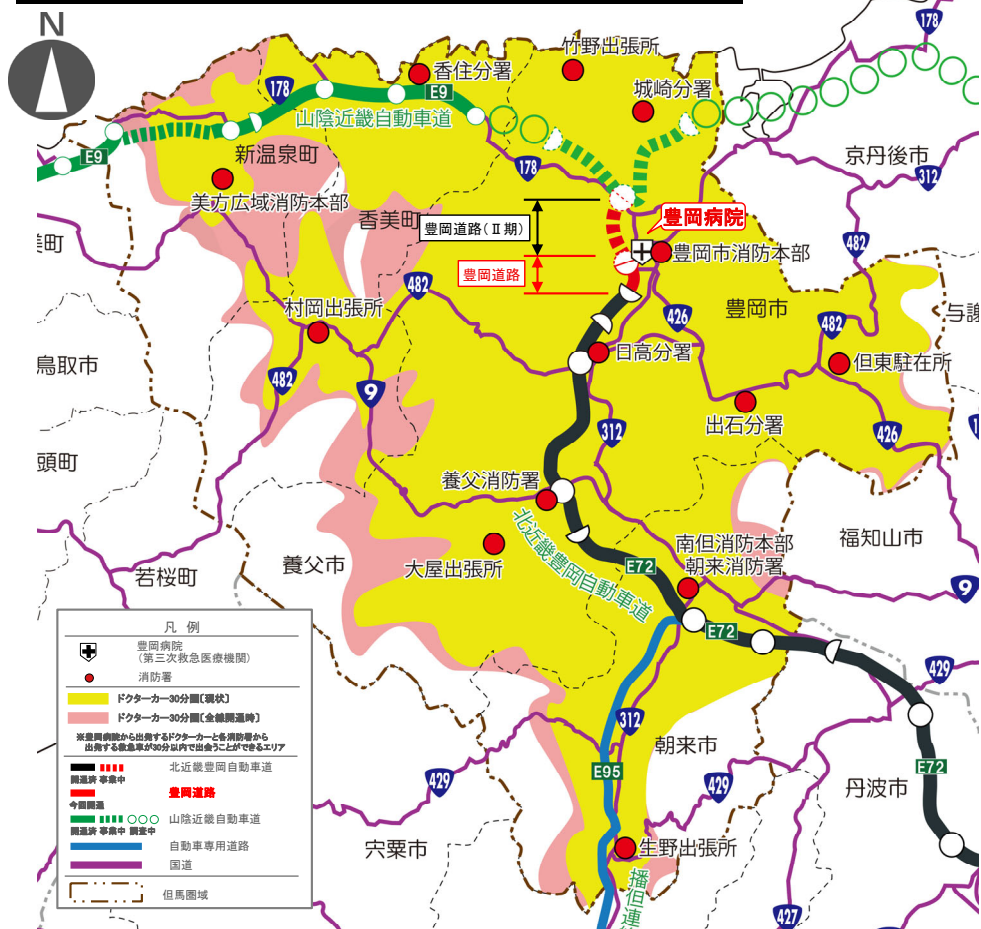 N
178
竹野出張所
香住分署
城崎分署
178
E9
山陰近畿自動車道
E9
新温泉町
京丹後市
312
178
美方広域消防本部
香美町
豊岡道路(Ⅱ期)
豊岡病院
美町
482
豊岡市消防本部
豊岡道路
482
村岡出張所
426
豊岡市
482
与謝
鳥取市
日高分署
但東駐在所
482
9
出石分署
312
426
頭町
養父消防署
北近畿豊岡自動車道
南但消防本部
朝来消防署
福知山市
大屋出張所
養父市
若桜町
E72
9
E72
429
312
朝来市
E95
429
429
E72
丹波市
宍粟市
生野出張所
播但連
427
凡 例
豊岡病院
(第三次救急医療機関)
消防署
ドクターカー30分圏[現状]
ドクターカー30分圏[全線開通時]
※豊岡病院から出発するドクターカーと各消防署から
出発する救急車が30分以内で出会うことができるエリア
北近畿豊岡自動車道
開通済 事業中
豊岡道路
今回開通
山陰近畿自動車道
開通済 事業中 調査中
自動車専用道路
国道
但馬圏域